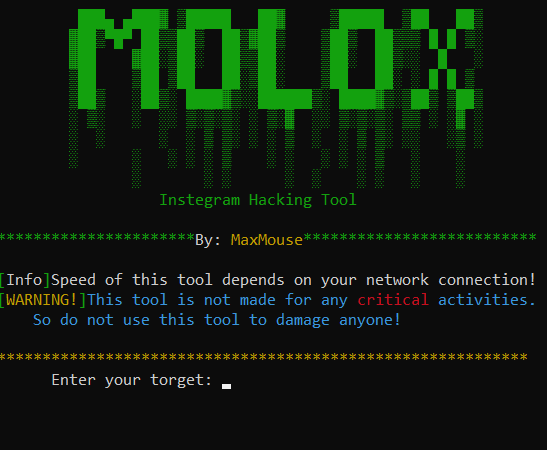 MOLOX
Instegram Hacking Tool
**********************By: MaxMouse**************************
[Info]Speed of this tool depends on your network connection!
[WARNING!]This tool is not made for any critical activities.
So do not use this tool to damage anyone!
************************************************************
Enter your torget: